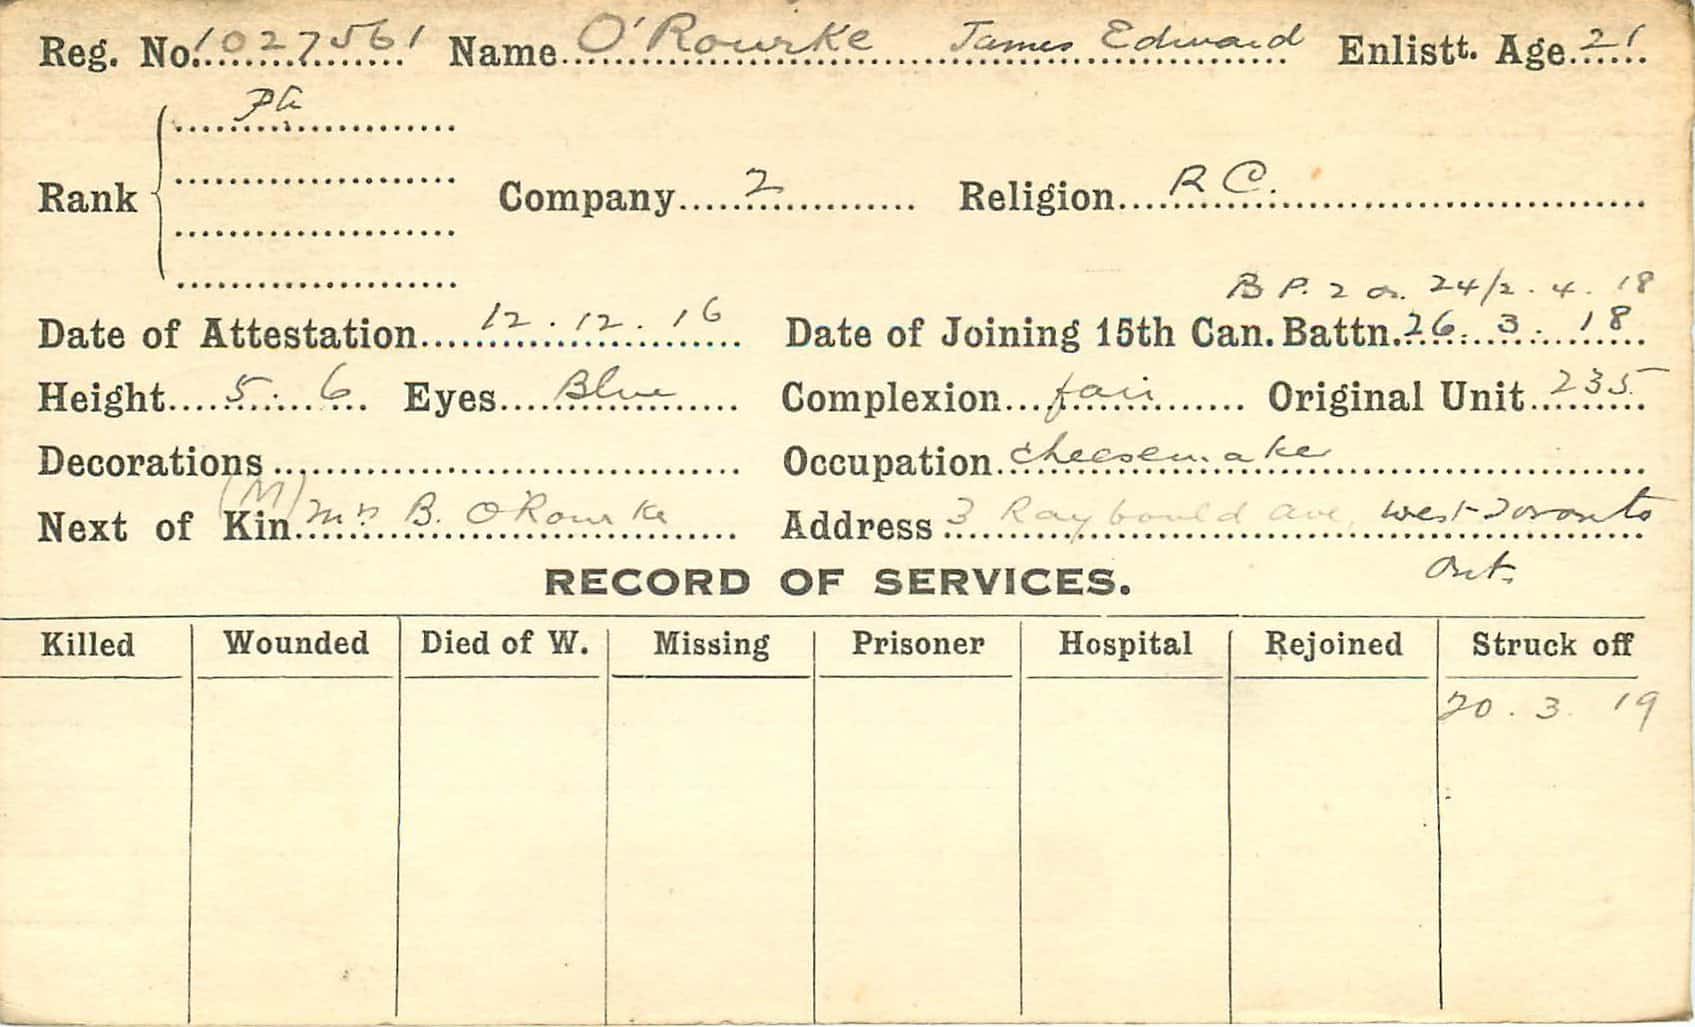 Reg. No. 1027561 Name O'Rourke James Edward Enlistt. Age 21
Pte
Rank Company 2 Religion R C.
B P. 2 Or. 24/2.4.18
Date of Attestation 12.12.16 Date of Joining 15th Can. Battn. 26.3.18
Height 5.6 Eyes Blue Complexion fair Original Unit 235
Decorations Occupation cheesemaker
(M)
Next of Kin Mrs B. O'Rourke Address 3 Raybould Ave, West Toronto
Ont.
RECORD OF SERVICES.
Killed Wounded Died of W. Missing Prisoner Hospital Rejoined Struck off
20.3.19